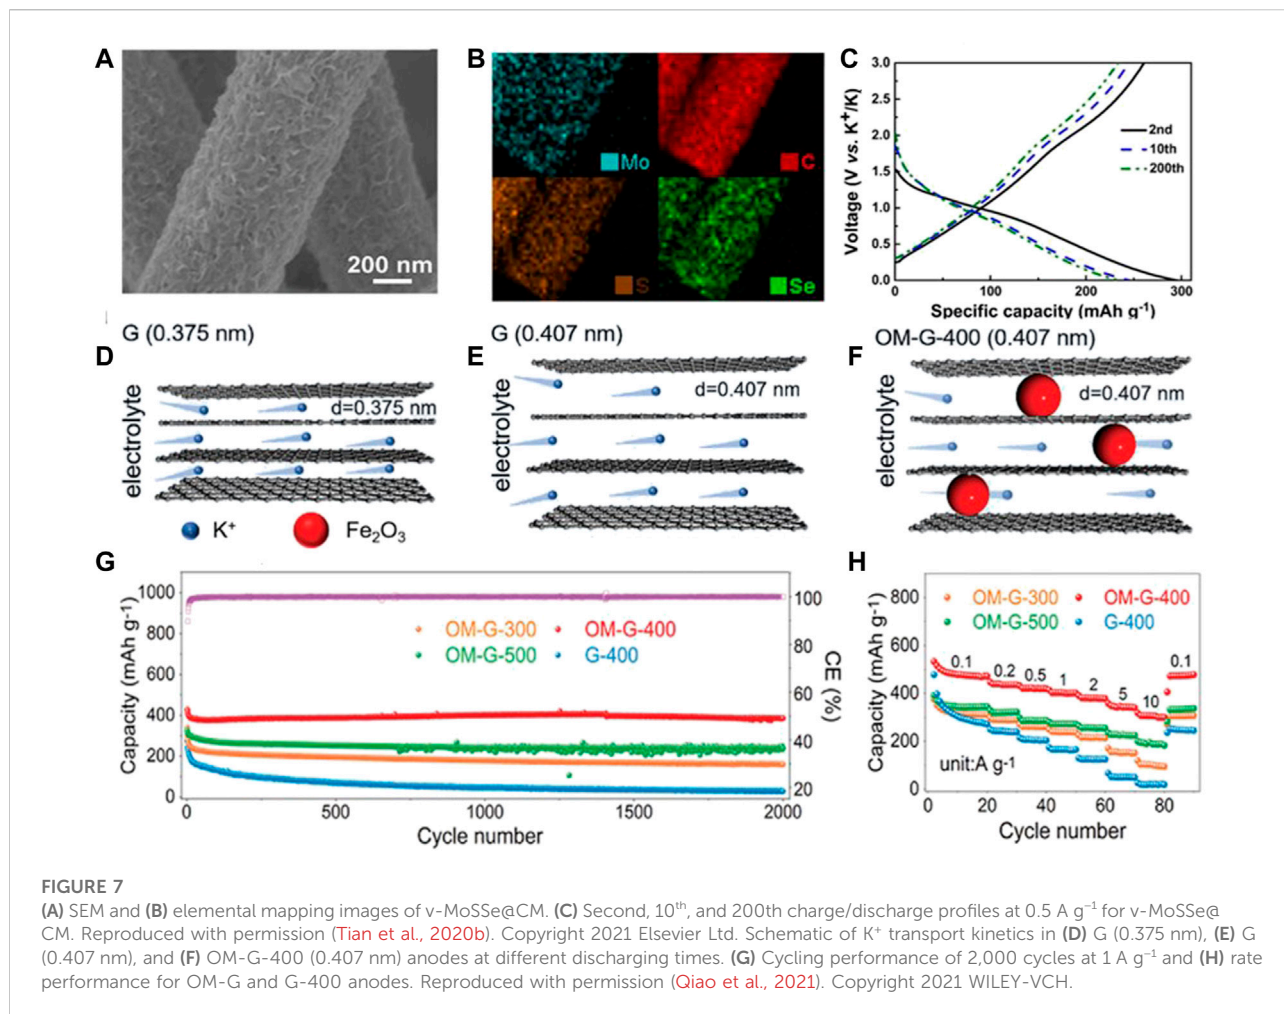 A
200 nm
B
Mo
C
S
Se
C
3.0
2.5
2.0
1.5
1.0
0.5
0.0
Voltage (V vs. K⁺/K)
2nd
10th
200th
0
100
200
300
Specific capacity (mAh g⁻¹)
G (0.375 nm)
D
electrolyte
d=0.375 nm
K⁺
Fe₂O₃
G (0.407 nm)
E
electrolyte
d=0.407 nm
OM-G-400 (0.407 nm)
F
electrolyte
d=0.407 nm
G
1000
800
600
400
200
0
Capacity (mAh g⁻¹)
OM-G-300
OM-G-400
OM-G-500
G-400
100
80
60
40
20
CE (%)
0
500
1000
1500
2000
Cycle number
H
800
600
400
200
0
Capacity (mAh g⁻¹)
OM-G-300
OM-G-400
OM-G-500
G-400
0.1
0.2
0.5
1
2
5
10
0.1
unit:A g⁻¹
0
20
40
60
80
Cycle number
FIGURE 7
(A) SEM and (B) elemental mapping images of v-MoSSe@CM. (C) Second, 10ᵗʰ, and 200th charge/discharge profiles at 0.5 A g⁻¹ for v-MoSSe@
CM. Reproduced with permission (Tian et al., 2020b). Copyright 2021 Elsevier Ltd. Schematic of K⁺ transport kinetics in (D) G (0.375 nm), (E) G
(0.407 nm), and (F) OM-G-400 (0.407 nm) anodes at different discharging times. (G) Cycling performance of 2,000 cycles at 1 A g⁻¹ and (H) rate
performance for OM-G and G-400 anodes. Reproduced with permission (Qiao et al., 2021). Copyright 2021 WILEY-VCH.